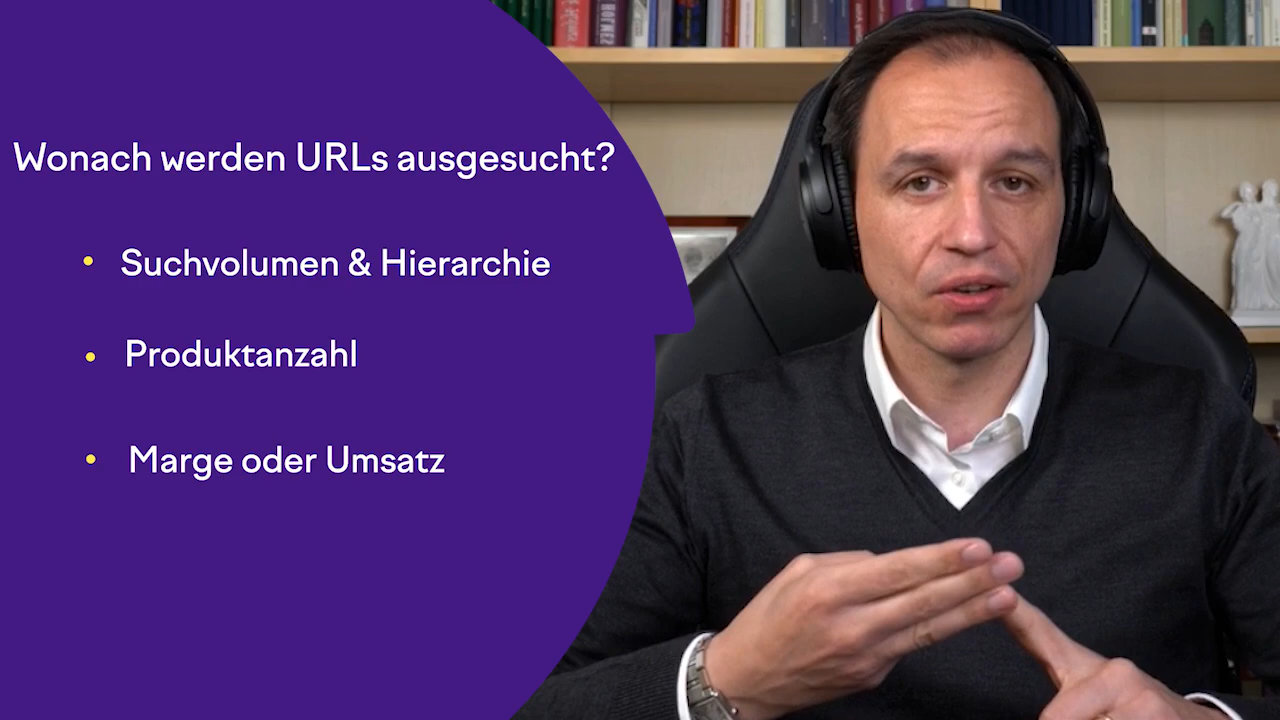 Wonach werden URLs ausgesucht?
Suchvolumen & Hierarchie
Produktanzahl
Marge oder Umsatz